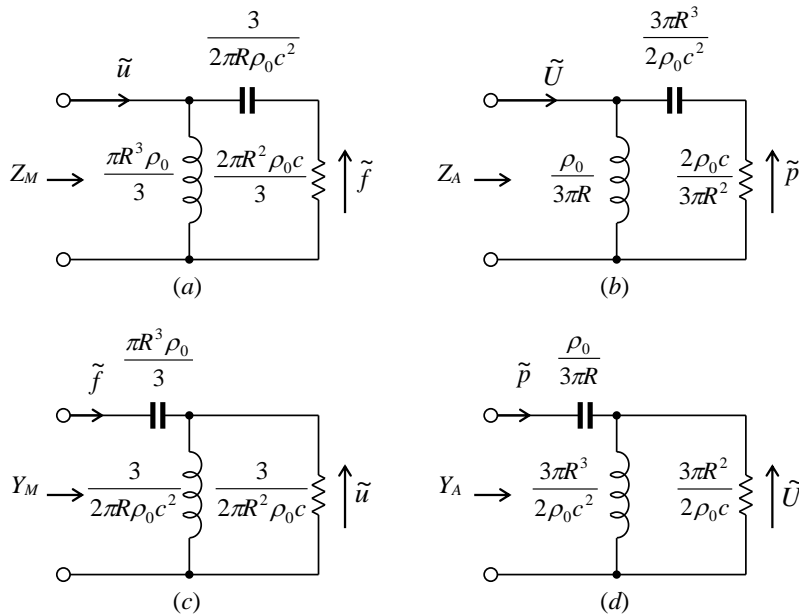 3 / 2πRρ₀c²
ũ
Z_M
πR³ρ₀ / 3
2πR²ρ₀c / 3
f̃
(a)
3πR³ / 2ρ₀c²
Ũ
Z_A
ρ₀ / 3πR
2ρ₀c / 3πR²
p̃
(b)
πR³ρ₀ / 3
f̃
Y_M
3 / 2πRρ₀c²
3 / 2πR²ρ₀c
ũ
(c)
ρ₀ / 3πR
p̃
Y_A
3πR³ / 2ρ₀c²
3πR² / 2ρ₀c
Ũ
(d)